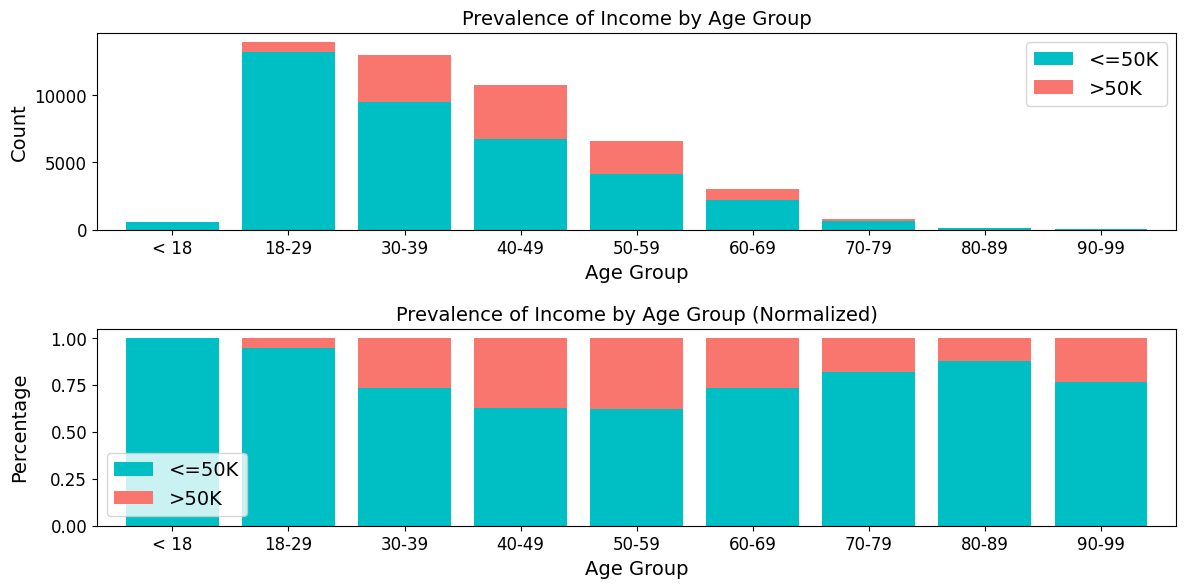 Prevalence of Income by Age Group
Count
10000
5000
0
<=50K
>50K
< 18 18-29 30-39 40-49 50-59 60-69 70-79 80-89 90-99
Age Group
Prevalence of Income by Age Group (Normalized)
Percentage
1.00
0.75
0.50
0.25
0.00
<=50K
>50K
< 18 18-29 30-39 40-49 50-59 60-69 70-79 80-89 90-99
Age Group